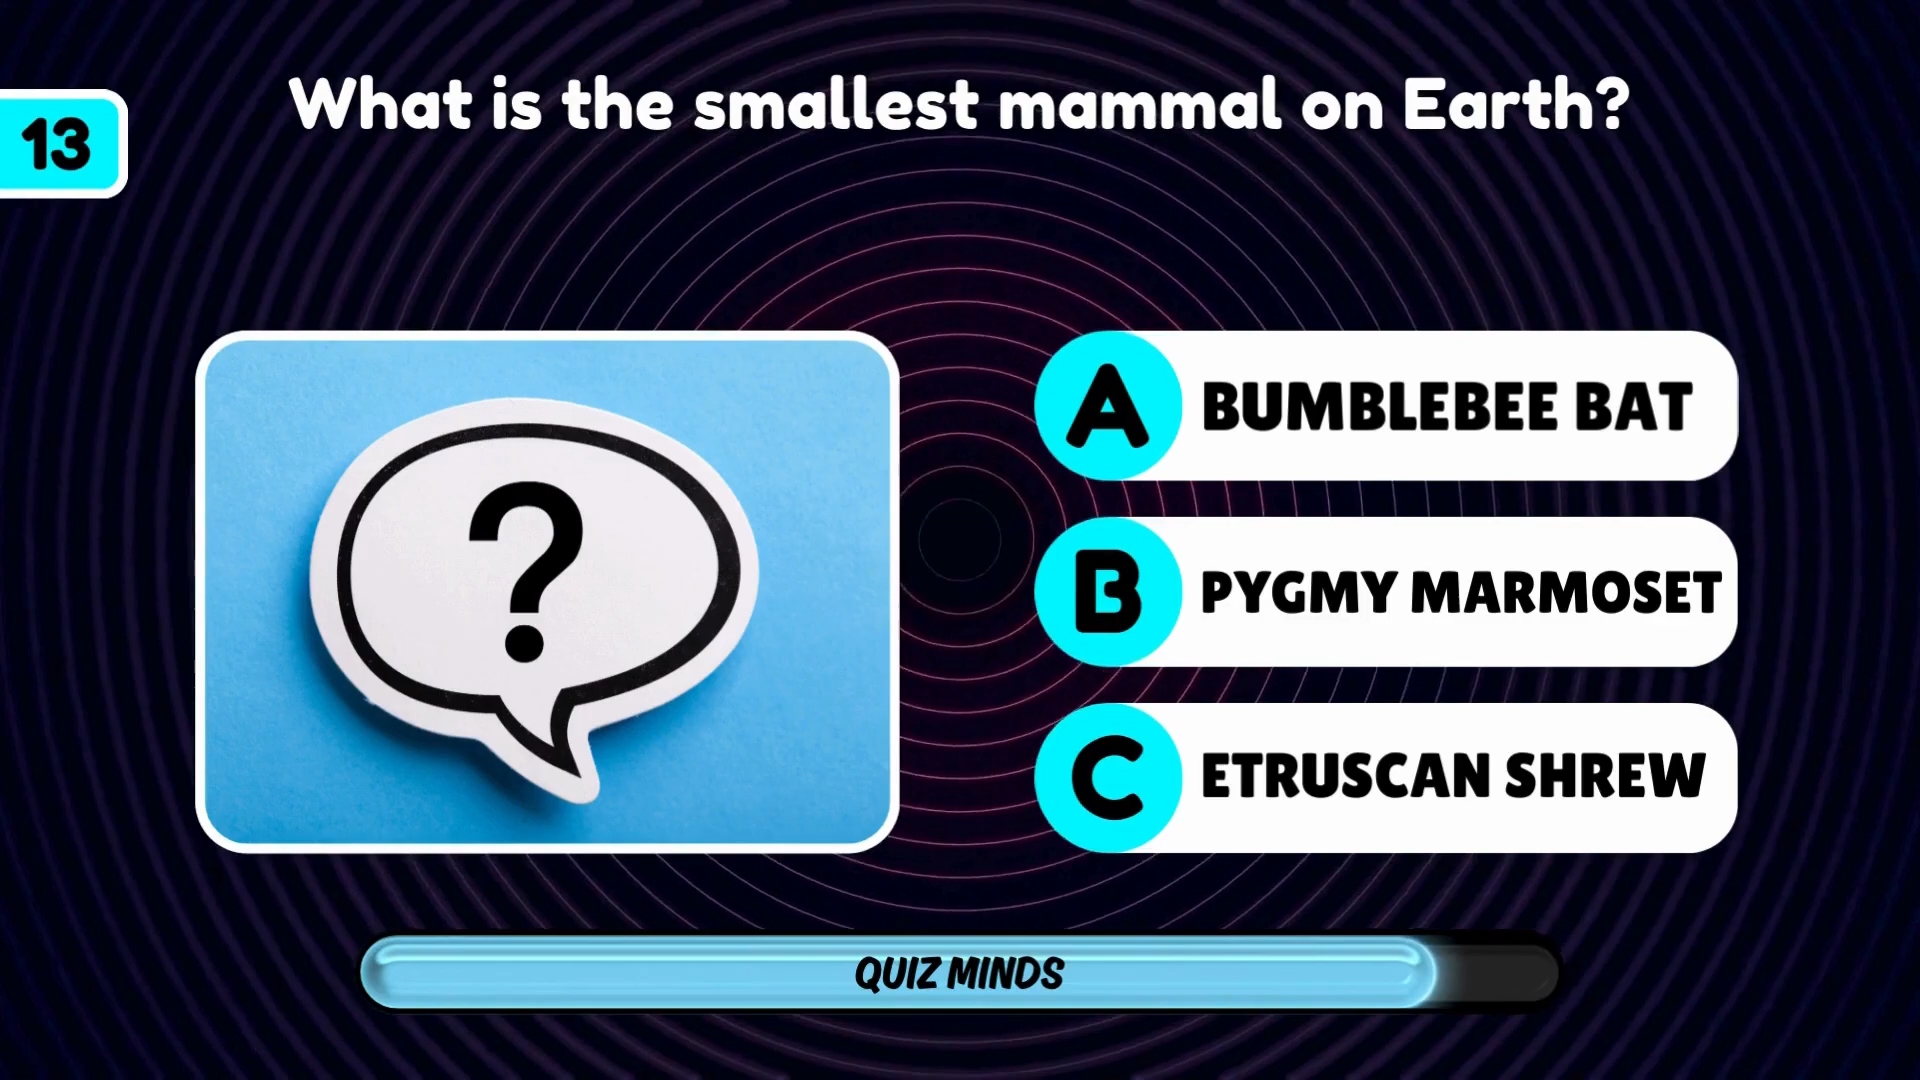 What is the smallest mammal on Earth?
13
?
A BUMBLEBEE BAT
B PYGMY MARMOSET
C ETRUSCAN SHREW
QUIZ MINDS